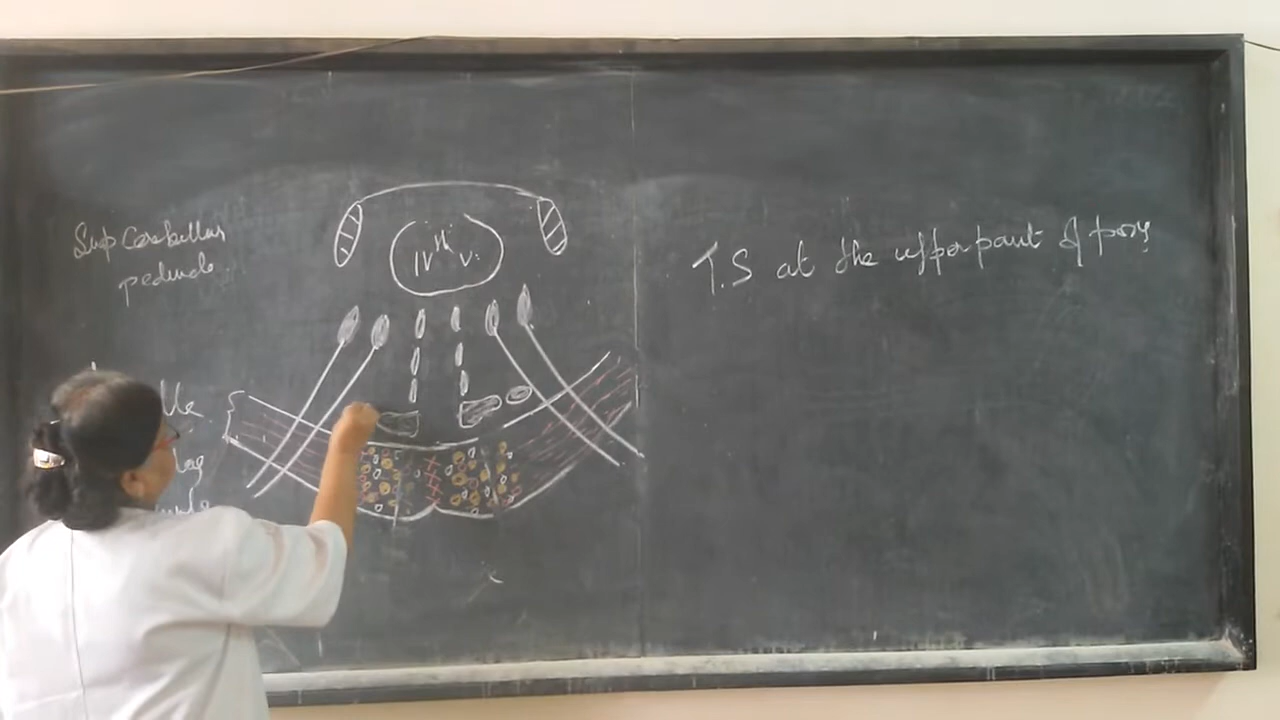 Sup Cerebellar
peduncle
IVth V.
T.S at the upper part of pons